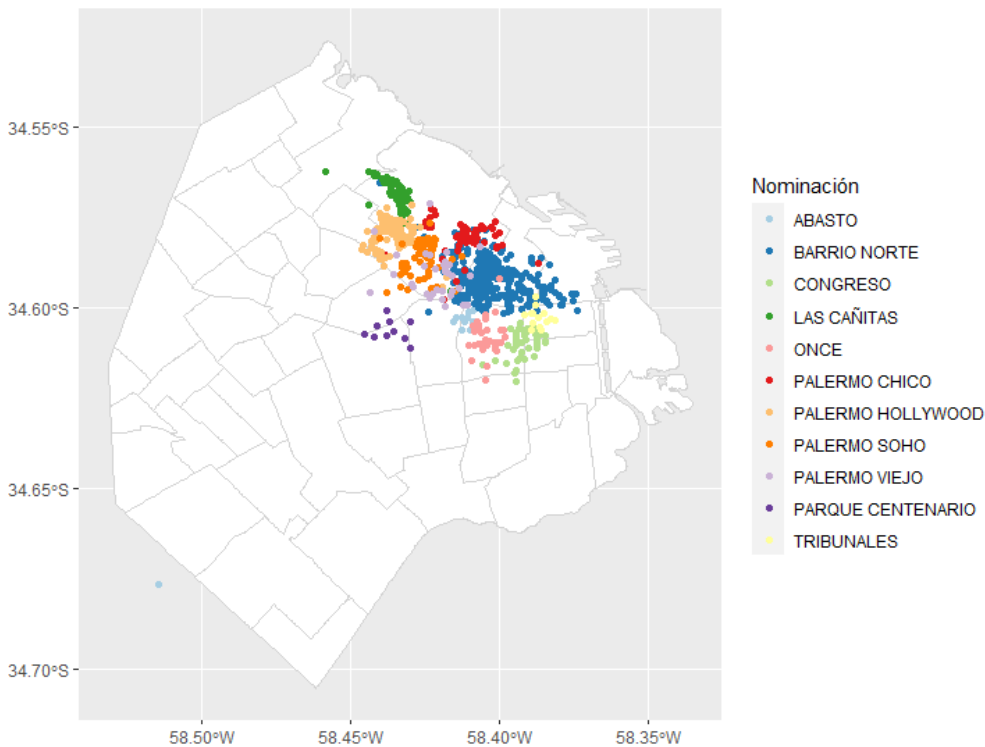 34.55°S
34.60°S
34.65°S
34.70°S
58.50°W
58.45°W
58.40°W
58.35°W
Nominación
ABASTO
BARRIO NORTE
CONGRESO
LAS CAÑITAS
ONCE
PALERMO CHICO
PALERMO HOLLYWOOD
PALERMO SOHO
PALERMO VIEJO
PARQUE CENTENARIO
TRIBUNALES